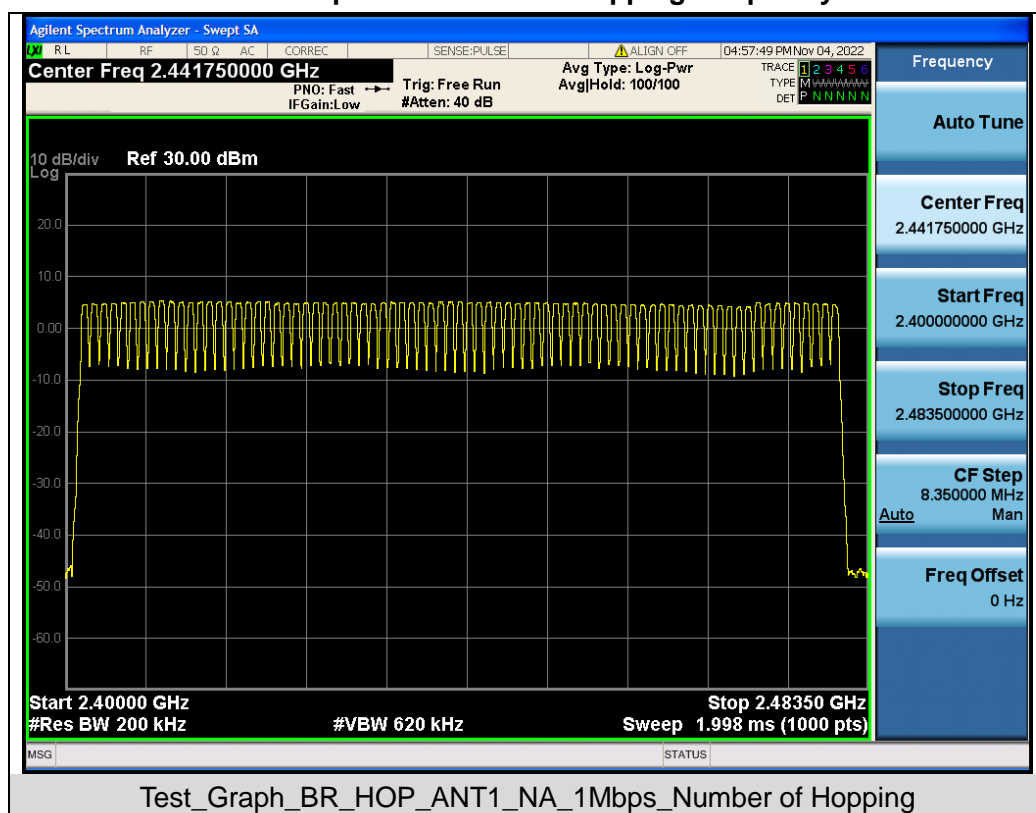 Agilent Spectrum Analyzer - Swept SA
LXI RL RF 50 Ω AC CORREC SENSE:PULSE ALIGN OFF 04:57:49 PM Nov 04, 2022
Center Freq 2.441750000 GHz
PNO: Fast
IFGain:Low
Trig: Free Run
#Atten: 40 dB
Avg Type: Log-Pwr
Avg|Hold: 100/100
TRACE 1 2 3 4 5 6
TYPE M
DET P N N N N N
10 dB/div Ref 30.00 dBm
Log
20.0
10.0
0.00
-10.0
-20.0
-30.0
-40.0
-50.0
-60.0
Start 2.40000 GHz Stop 2.48350 GHz
#Res BW 200 kHz #VBW 620 kHz Sweep 1.998 ms (1000 pts)
MSG STATUS
Frequency
Auto Tune
Center Freq
2.441750000 GHz
Start Freq
2.400000000 GHz
Stop Freq
2.483500000 GHz
CF Step
8.350000 MHz
Auto Man
Freq Offset
0 Hz
Test_Graph_BR_HOP_ANT1_NA_1Mbps_Number of Hopping